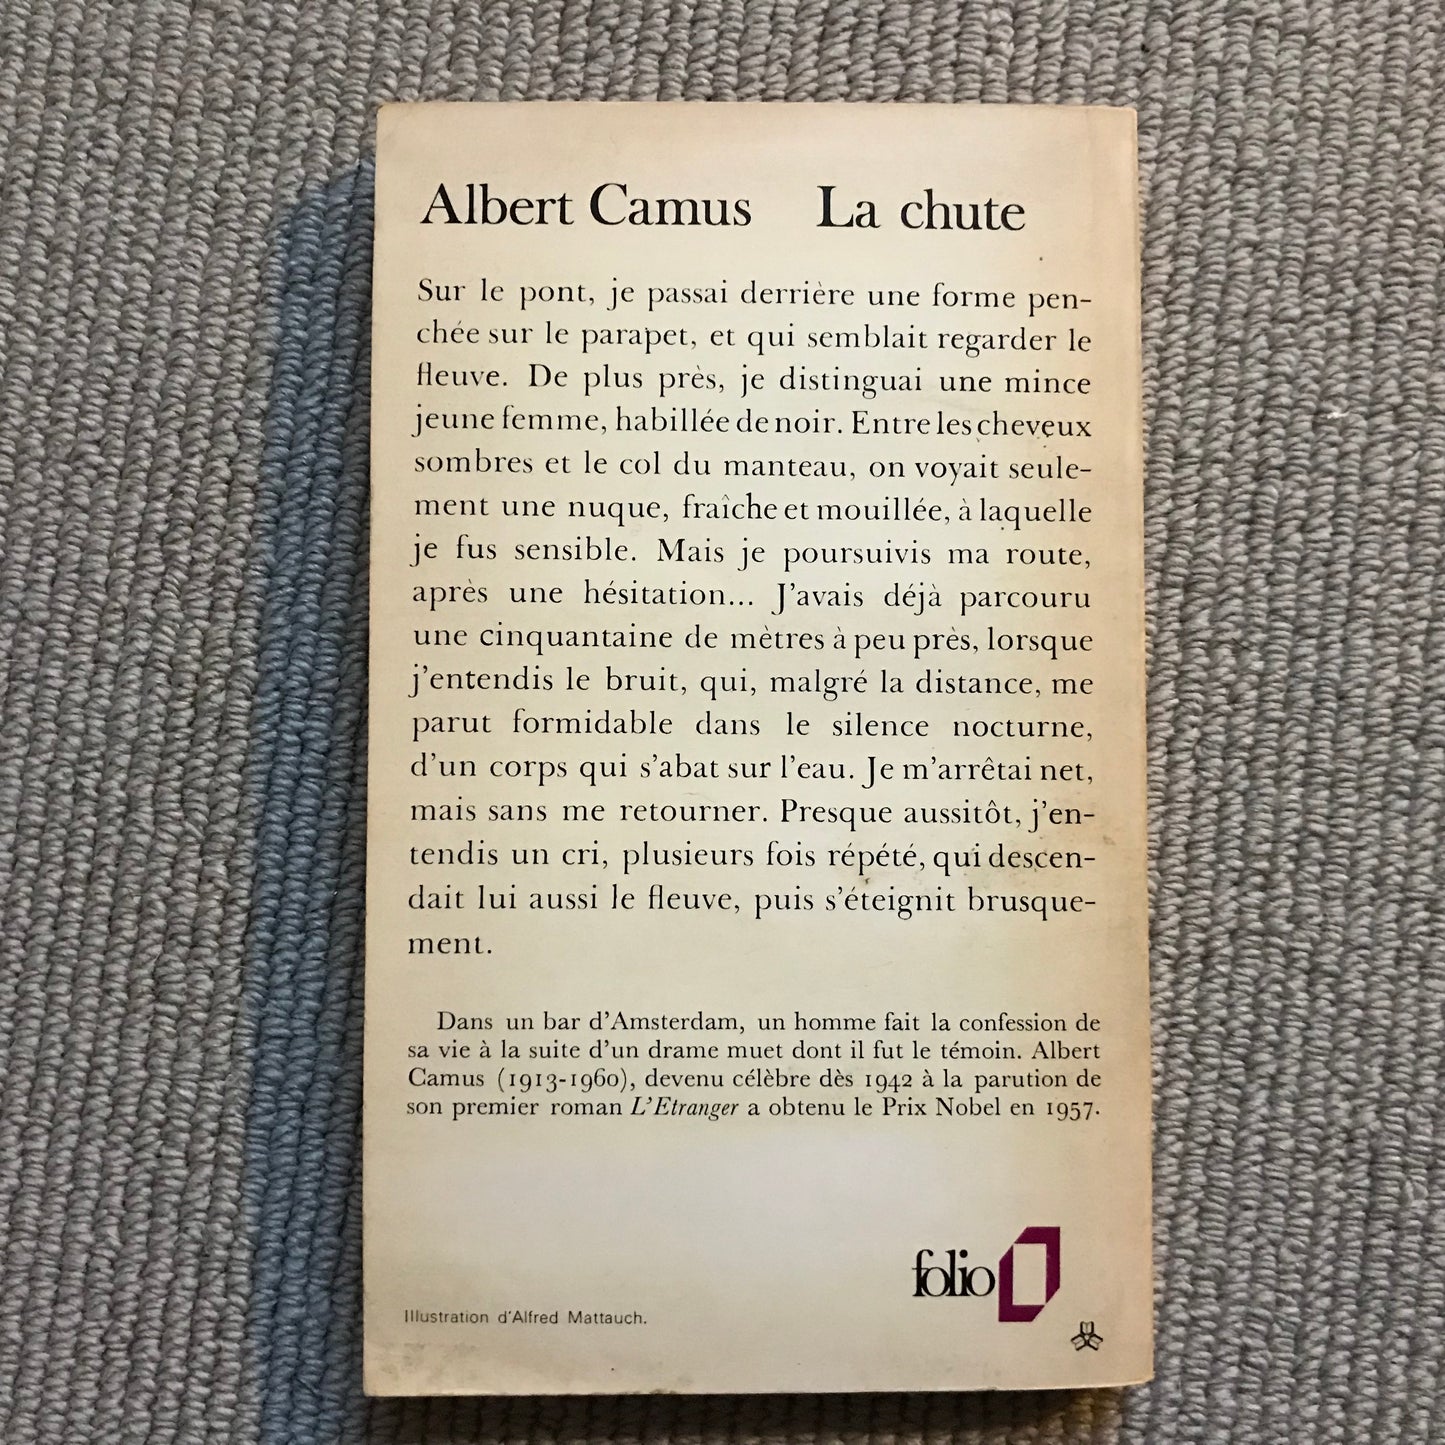 Albert Camus La chute
Sur le pont, je passai derrière une forme pen-
chée sur le parapet, et qui semblait regarder le
fleuve. De plus près, je distinguai une mince
jeune femme, habillée de noir. Entre les cheveux
sombres et le col du manteau, on voyait seule-
ment une nuque, fraîche et mouillée, à laquelle
je fus sensible. Mais je poursuivis ma route,
après une hésitation... J'avais déjà parcouru
une cinquantaine de mètres à peu près, lorsque
j'entendis le bruit, qui, malgré la distance, me
parut formidable dans le silence nocturne,
d'un corps qui s'abat sur l'eau. Je m'arrêtai net,
mais sans me retourner. Presque aussitôt, j'en-
tendis un cri, plusieurs fois répété, qui descen-
dait lui aussi le fleuve, puis s'éteignit brusque-
ment.
Dans un bar d'Amsterdam, un homme fait la confession de
sa vie à la suite d'un drame muet dont il fut le témoin. Albert
Camus (1913-1960), devenu célèbre dès 1942 à la parution de
son premier roman L'Etranger a obtenu le Prix Nobel en 1957.
folio
Illustration d'Alfred Mattauch.